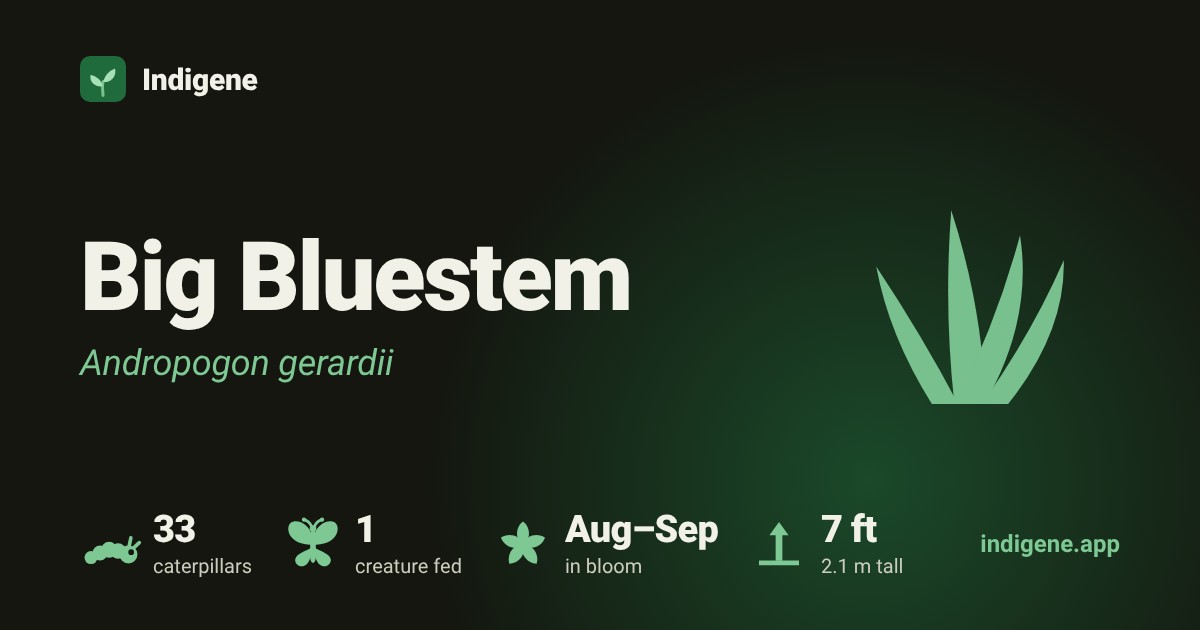 Indigene
Big Bluestem
Andropogon gerardii
33
caterpillars
1
creature fed
Aug–Sep
in bloom
7 ft
2.1 m tall
indigene.app